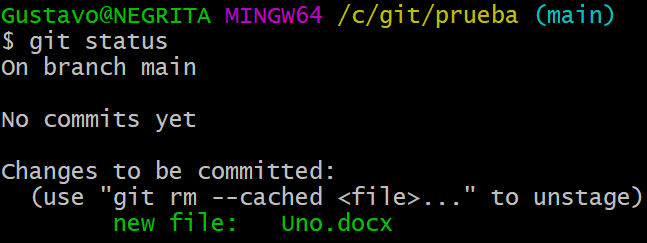 Gustavo@NEGRITA MINGW64 /c/git/prueba (main)
$ git status
On branch main

No commits yet

Changes to be committed:
  (use "git rm --cached <file>..." to unstage)
        new file:   Uno.docx